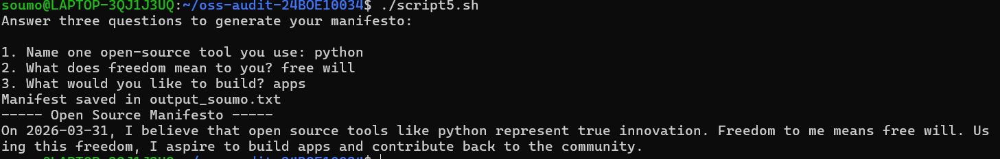 soumo@LAPTOP-3QJ1J3UQ:~/oss-audit-24BOE10034$ ./script5.sh
Answer three questions to generate your manifesto:
1. Name one open-source tool you use: python
2. What does freedom mean to you? free will
3. What would you like to build? apps
Manifest saved in output_soumo.txt
----- Open Source Manifesto -----
On 2026-03-31, I believe that open source tools like python represent true innovation. Freedom to me means free will. Us
ing this freedom, I aspire to build apps and contribute back to the community.